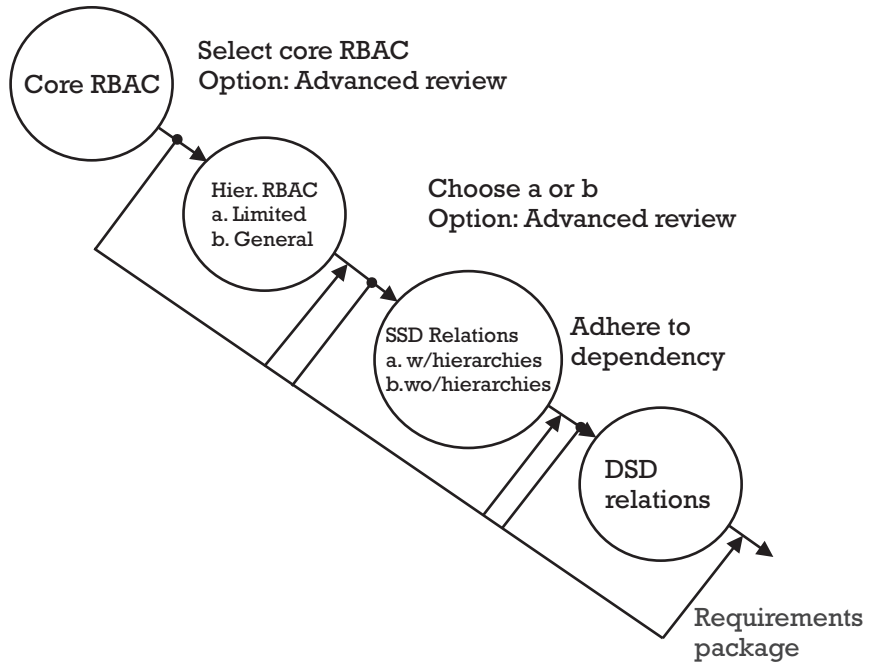 Core RBAC
Select core RBAC
Option: Advanced review
Hier. RBAC
a. Limited
b. General
Choose a or b
Option: Advanced review
SSD Relations
a. w/hierarchies
b.wo/hierarchies
Adhere to
dependency
DSD
relations
Requirements
package